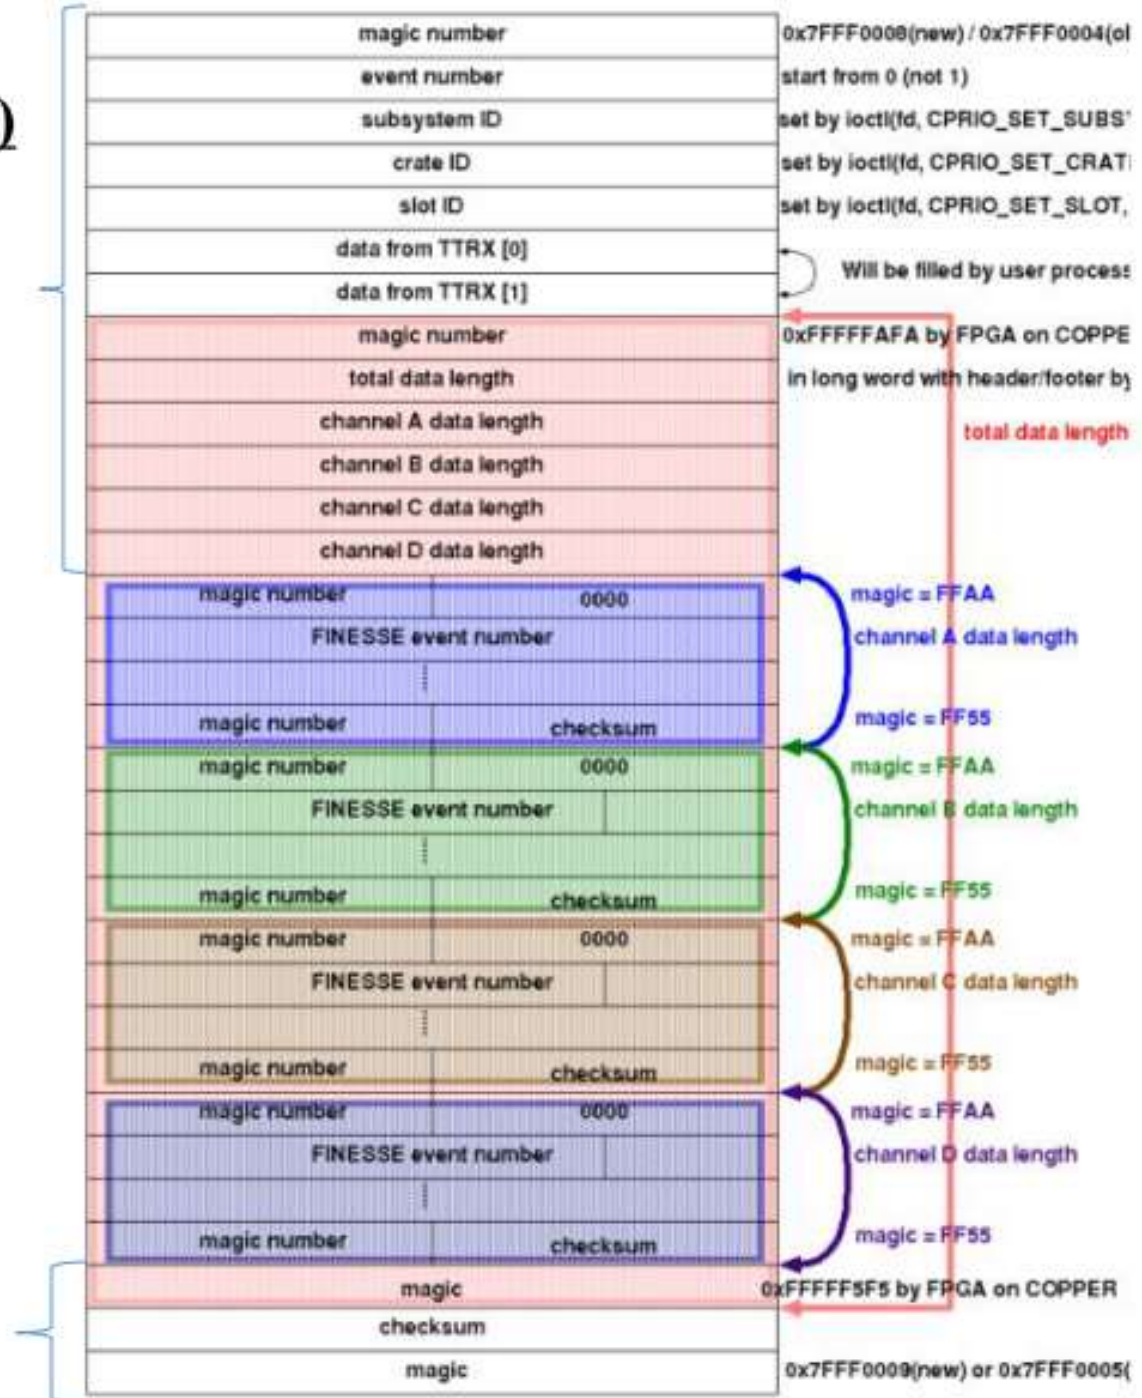 )
magic number 0x7FFF0008(new) / 0x7FFF0004(ol
event number start from 0 (not 1)
subsystem ID set by ioctl(fd, CPRIO_SET_SUBS
crate ID set by ioctl(fd, CPRIO_SET_CRAT
slot ID set by ioctl(fd, CPRIO_SET_SLOT,
data from TTRX [0]
Will be filled by user process
data from TTRX [1]
magic number 0xFFFFFAFA by FPGA on COPPE
total data length in long word with header/footer by
channel A data length
total data length
channel B data length
channel C data length
channel D data length
magic number 0000 magic = FFAA
FINESSE event number channel A data length
magic number checksum magic = FF55
magic number 0000 magic = FFAA
FINESSE event number channel B data length
magic number checksum magic = FF55
magic number 0000 magic = FFAA
FINESSE event number channel C data length
magic number checksum magic = FF55
magic number 0000 magic = FFAA
FINESSE event number channel D data length
magic number checksum magic = FF55
magic 0xFFFFF5F5 by FPGA on COPPER
checksum
magic 0x7FFF0009(new) or 0x7FFF0005(